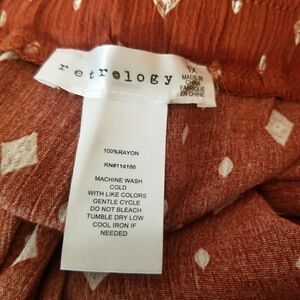 retrology
1X
MADE IN
CHINA
FABRIQUÉ
EN CHINE
100%RAYON
RN#114186
MACHINE WASH
COLD
WITH LIKE COLORS
GENTLE CYCLE
DO NOT BLEACH
TUMBLE DRY LOW
COOL IRON IF
NEEDED